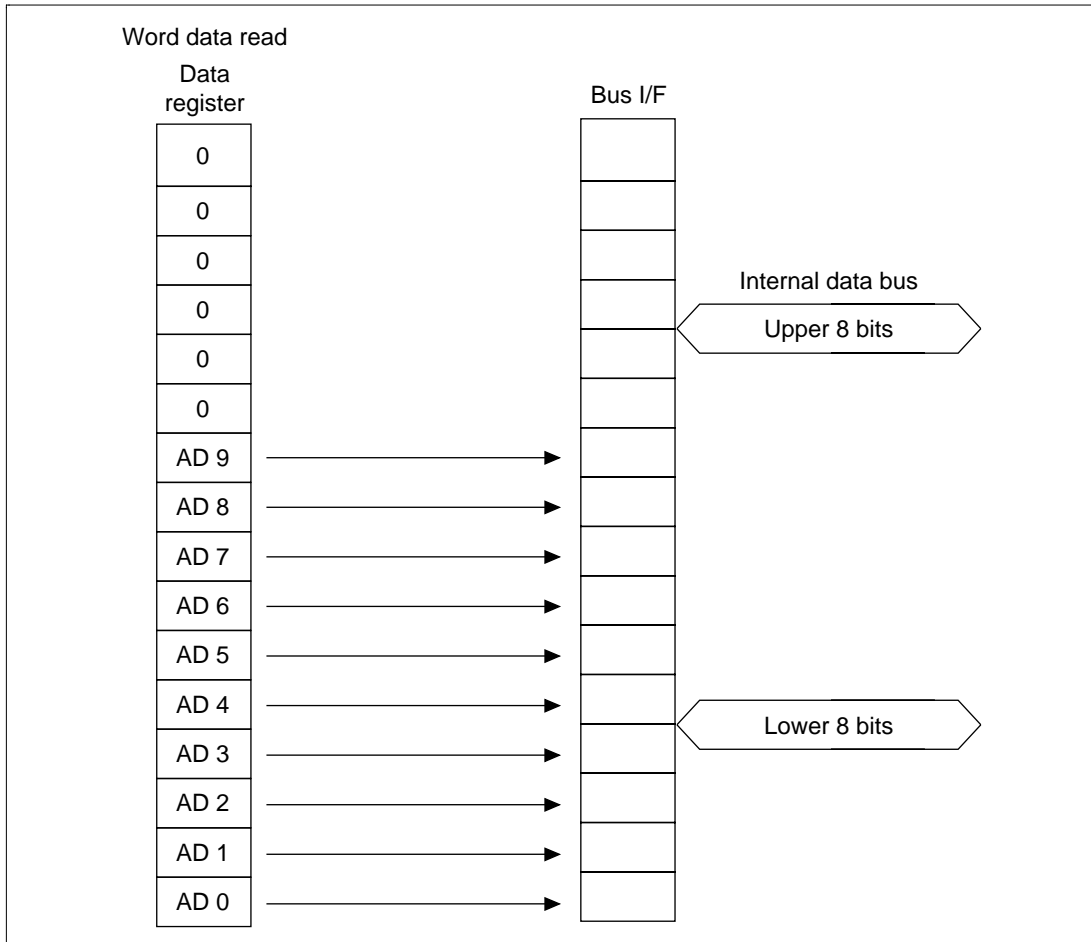 Word data read
Data
register
Bus I/F
0
0
0
0
0
0
AD 9
AD 8
AD 7
AD 6
AD 5
AD 4
AD 3
AD 2
AD 1
AD 0
Internal data bus
Upper 8 bits
Lower 8 bits